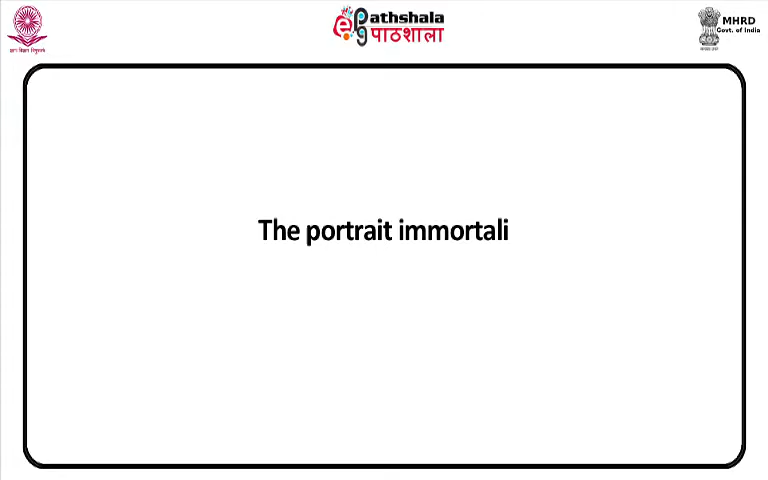 ePathshala
पाठशाला
MHRD
Govt. of India
The portrait immortali